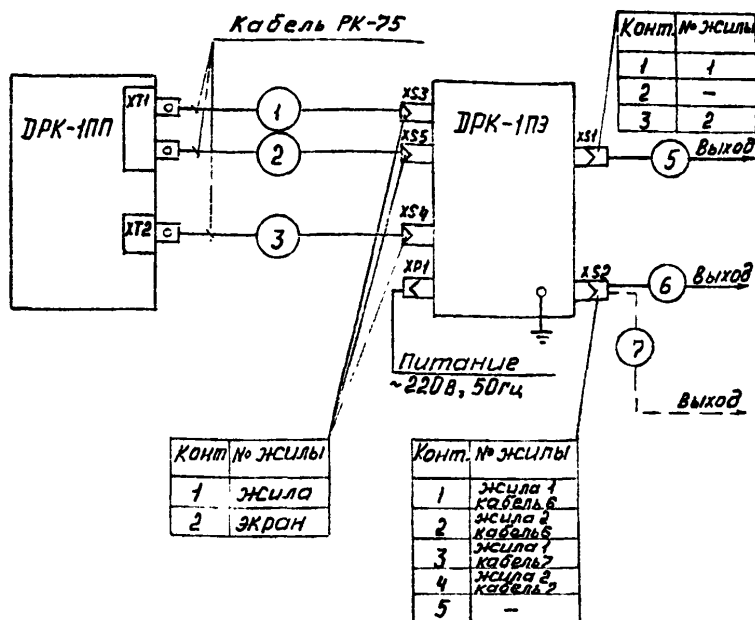 Кабель РК-75
Конт. № жилы
1 1
2 -
3 2
ДРК-1ПП
XT1
XT2
1
2
3
XS3
XS5
XS4
XP1
ДРК-1ПЭ
XS1
XS2
5
Выход
6
Выход
7
Выход
Питание
~220В, 50гц
Конт № жилы
1 жила
2 экран
Конт. № жилы
1 жила 1 кабель 6
2 жила 2 кабель 6
3 жила 1 кабель 7
4 жила 2 кабель 7
5 -